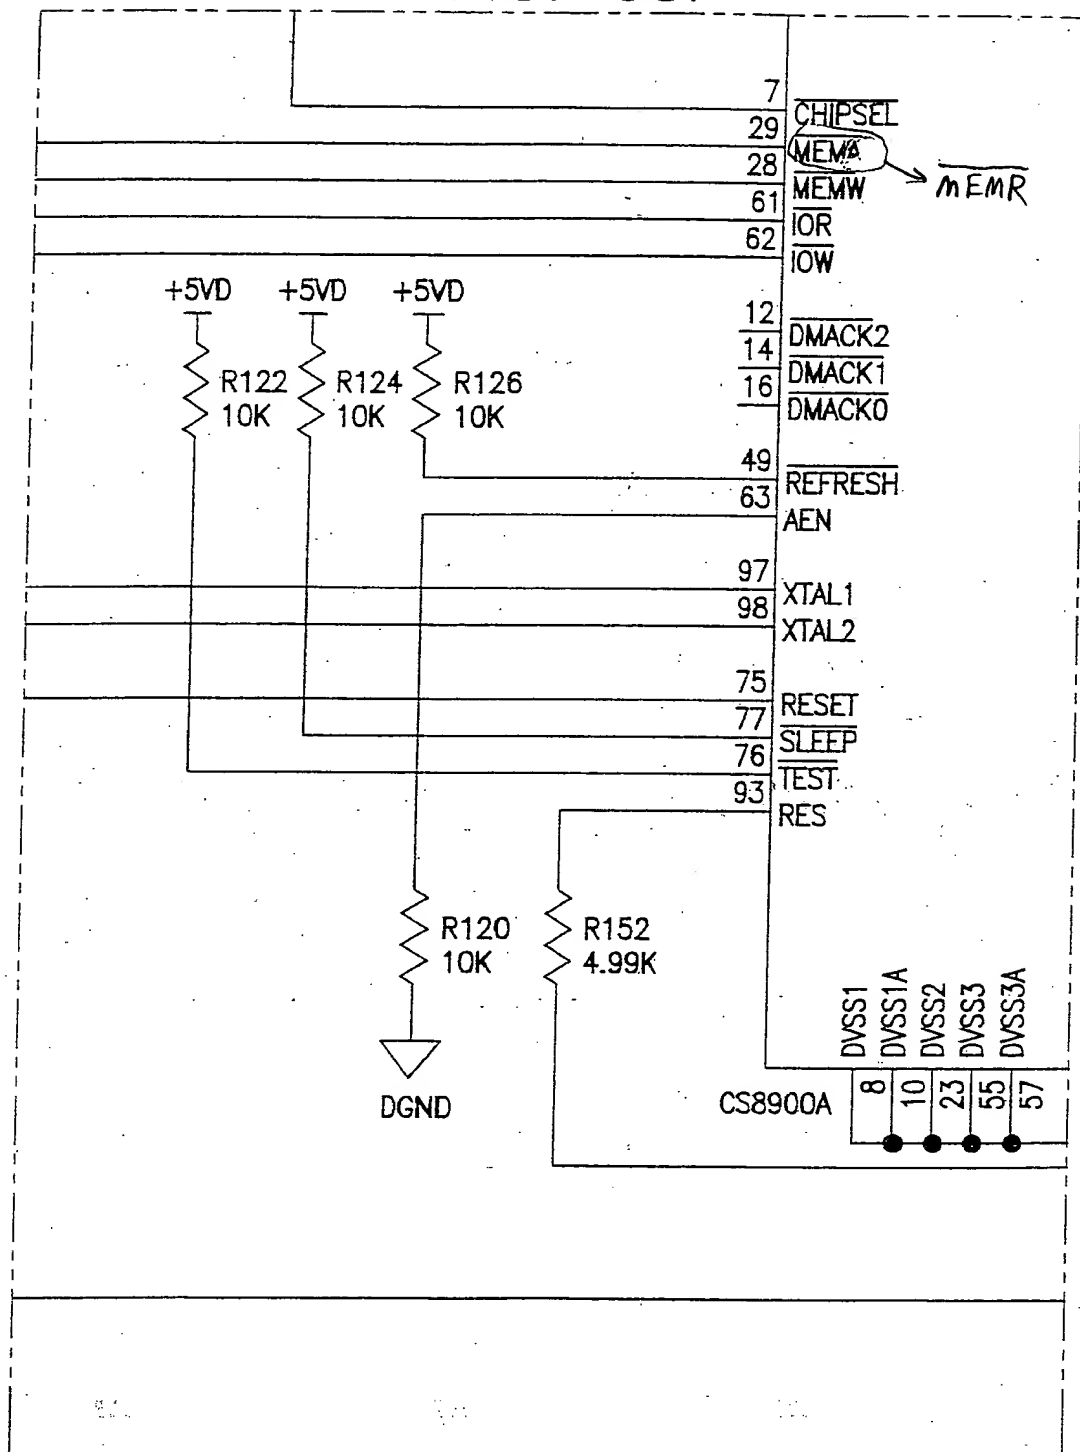 7
CHIPSEL
29
MEMA
MEMR
28
MEMW
61
IOR
62
IOW
+5VD +5VD +5VD
12
DMACK2
14
DMACK1
16
DMACK0
R122 R124 R126
10K 10K 10K
49
REFRESH
63
AEN
97
XTAL1
98
XTAL2
75
RESET
77
SLEEP
76
TEST
93
RES
R120 R152
10K 4.99K
DGND
DVSS1 DVSS1A DVSS2 DVSS3 DVSS3A
CS8900A
8 10 23 55 57